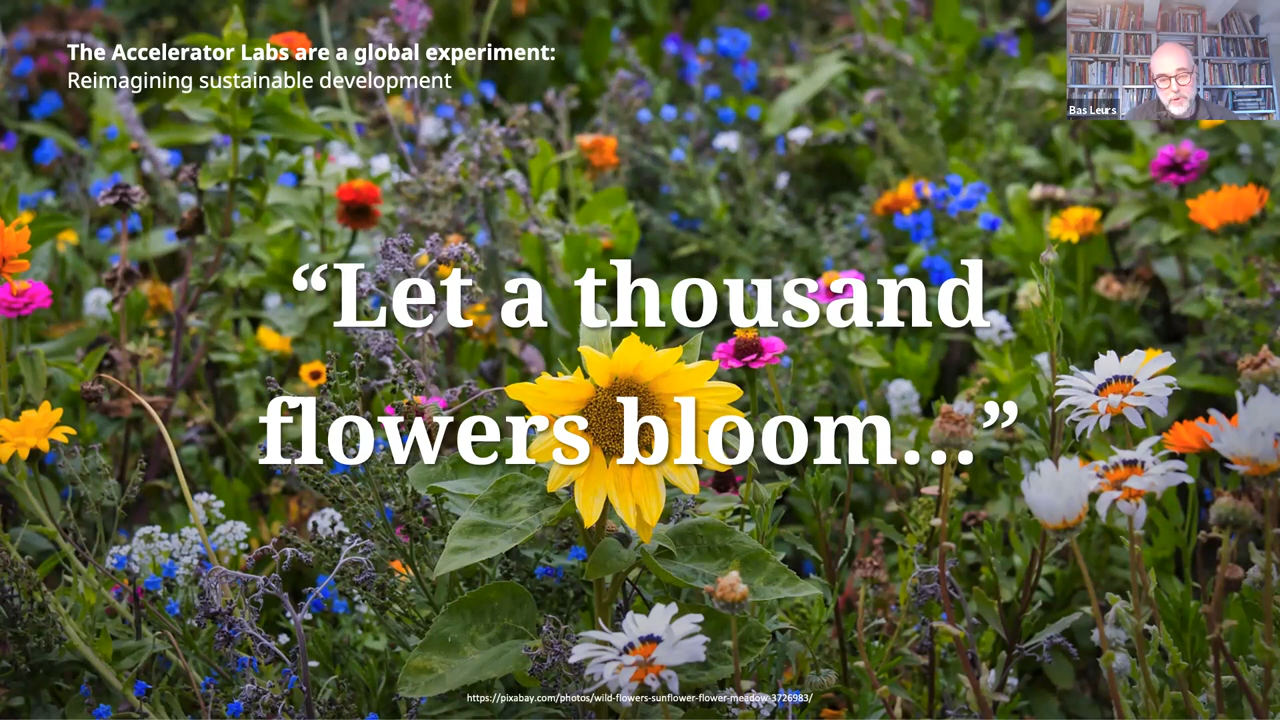 The Accelerator Labs are a global experiment:
Reimagining sustainable development
Bas Leurs
“Let a thousand
flowers bloom...”
https://pixabay.com/photos/wild-flowers-sunflower-flower-meadow-3726983/